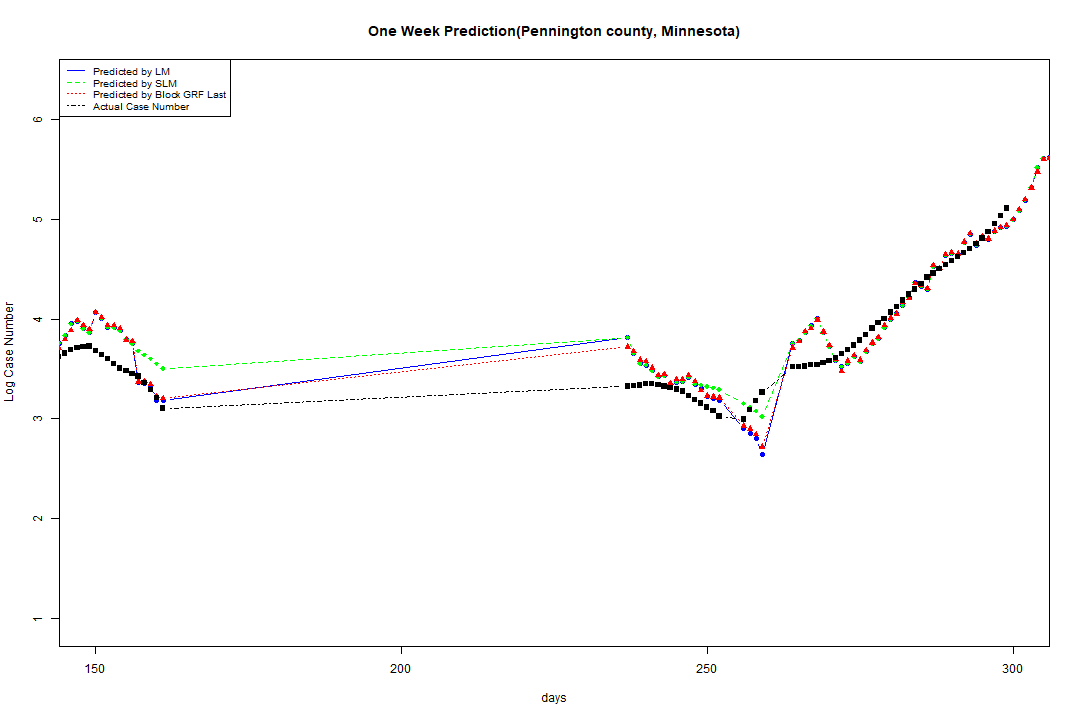 One Week Prediction(Pennington county, Minnesota)
Predicted by LM
Predicted by SLM
Predicted by Block GRF Last
Actual Case Number
6
5
4
3
2
1
Log Case Number
150 200 250 300
days